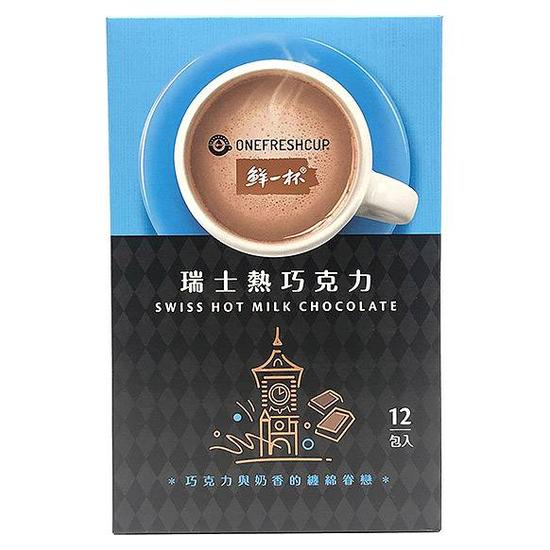 ONEFRESHCUP
鮮一杯®
瑞士熱巧克力
SWISS HOT MILK CHOCOLATE
12
包入
*巧克力與奶香的纏綿眷戀*